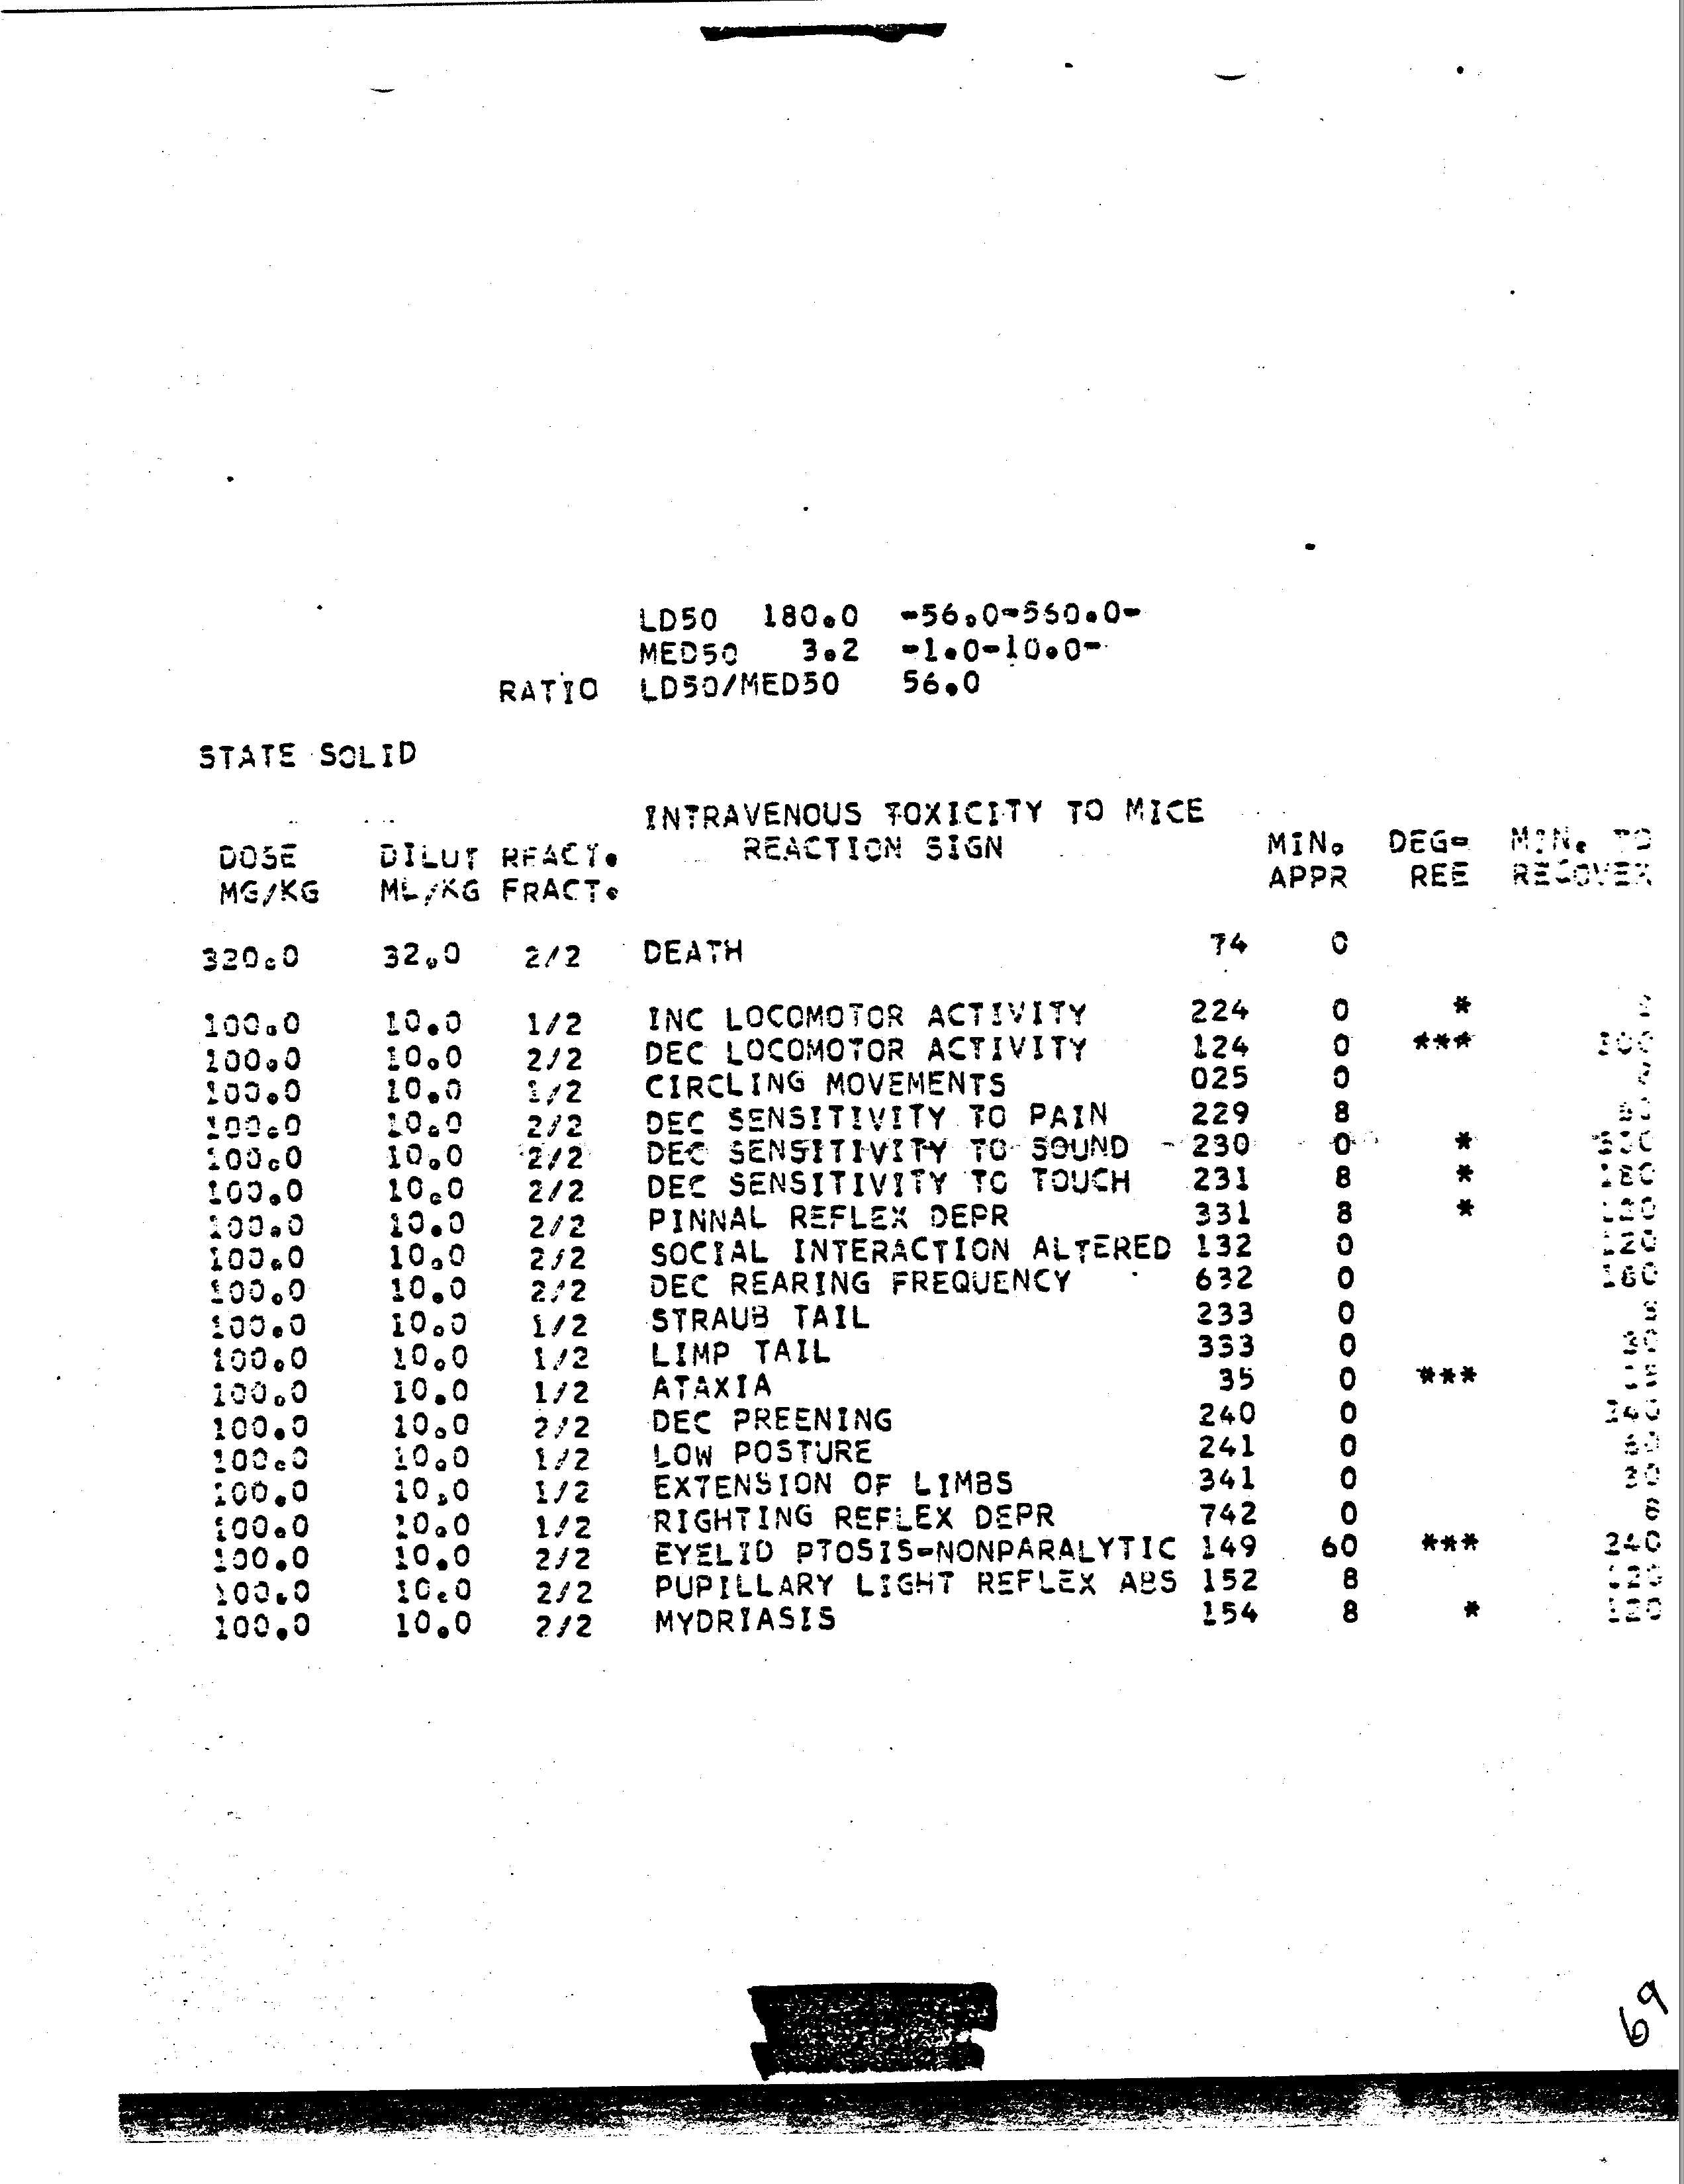 LD50 180.0 -56.0-560.0-
MED50 3.2 -1.0-10.0-
RATIO LD50/MED50 56.0
STATE SOLID
INTRAVENOUS TOXICITY TO MICE
DOSE DILUT REACT. REACTION SIGN MIN. DEG- MIN. TO
MG/KG ML/KG FRACT. APPR REE RECOVER
320.0 32.0 2/2 DEATH 74 0
100.0 10.0 1/2 INC LOCOMOTOR ACTIVITY 224 0 *
100.0 10.0 2/2 DEC LOCOMOTOR ACTIVITY 124 0 ***
100.0 10.0 1/2 CIRCLING MOVEMENTS 025 0
100.0 10.0 2/2 DEC SENSITIVITY TO PAIN 229 8
100.0 10.0 2/2 DEC SENSITIVITY TO SOUND 230 0 *
100.0 10.0 2/2 DEC SENSITIVITY TO TOUCH 231 8 * 180
100.0 10.0 2/2 PINNAL REFLEX DEPR 331 8 * 120
100.0 10.0 2/2 SOCIAL INTERACTION ALTERED 132 0 120
100.0 10.0 2/2 DEC REARING FREQUENCY 632 0 180
100.0 10.0 1/2 STRAUB TAIL 233 0
100.0 10.0 1/2 LIMP TAIL 333 0 30
100.0 10.0 1/2 ATAXIA 35 0 ***
100.0 10.0 2/2 DEC PREENING 240 0 240
100.0 10.0 1/2 LOW POSTURE 241 0 60
100.0 10.0 1/2 EXTENSION OF LIMBS 341 0 30
100.0 10.0 1/2 RIGHTING REFLEX DEPR 742 0 8
100.0 10.0 2/2 EYELID PTOSIS-NONPARALYTIC 149 60 *** 240
100.0 10.0 2/2 PUPILLARY LIGHT REFLEX ABS 152 8 120
100.0 10.0 2/2 MYDRIASIS 154 8 * 120
69